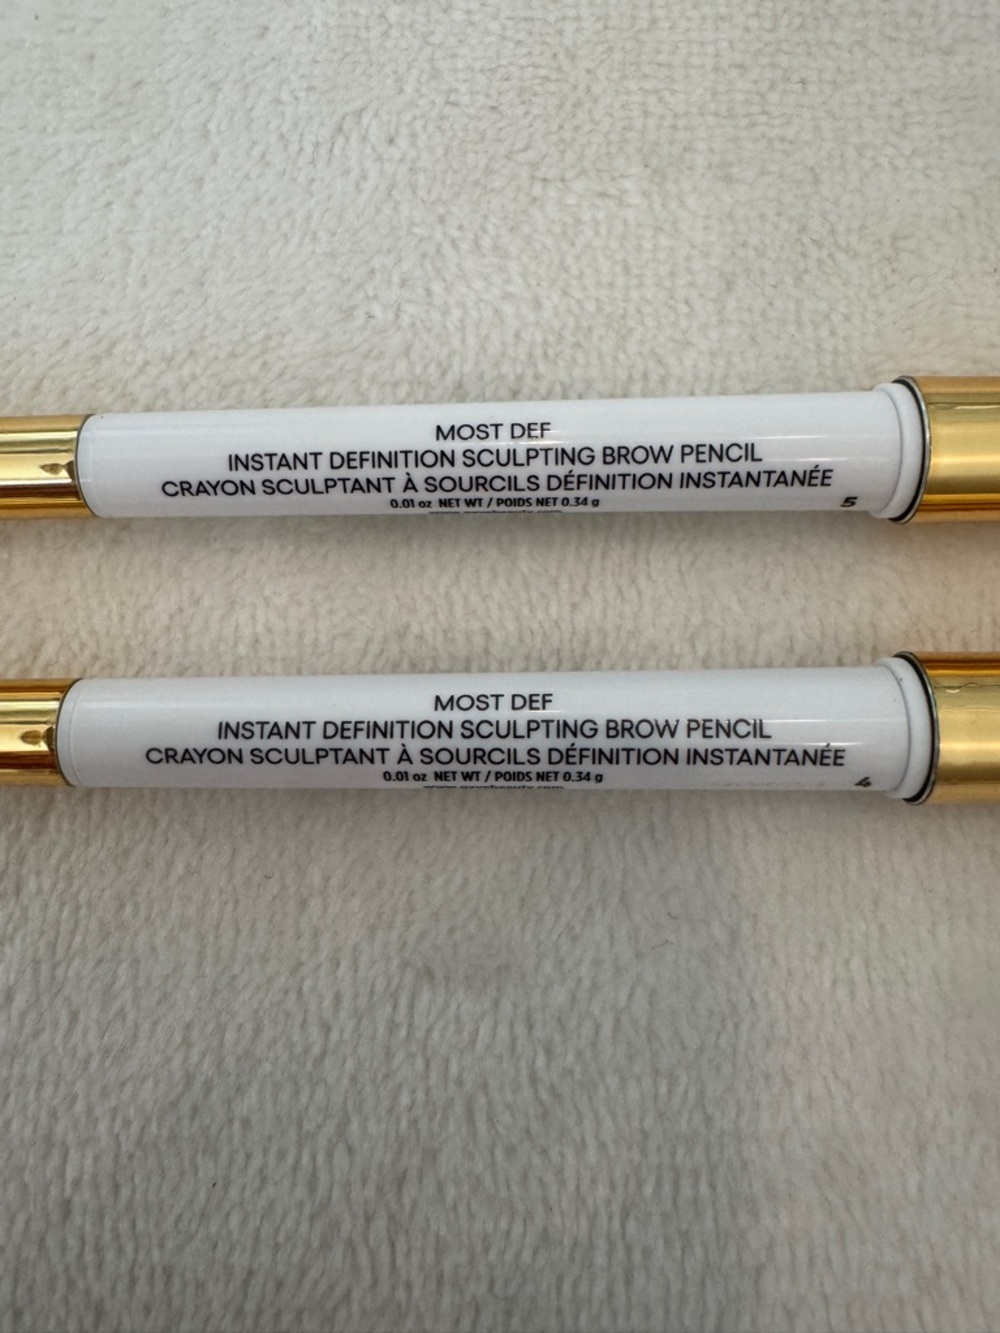 MOST DEF
INSTANT DEFINITION SCULPTING BROW PENCIL
CRAYON SCULPTANT À SOURCILS DÉFINITION INSTANTANÉE
0.01 oz NET WT / POIDS NET 0.34 g
5
MOST DEF
INSTANT DEFINITION SCULPTING BROW PENCIL
CRAYON SCULPTANT À SOURCILS DÉFINITION INSTANTANÉE
0.01 oz NET WT / POIDS NET 0.34 g
4